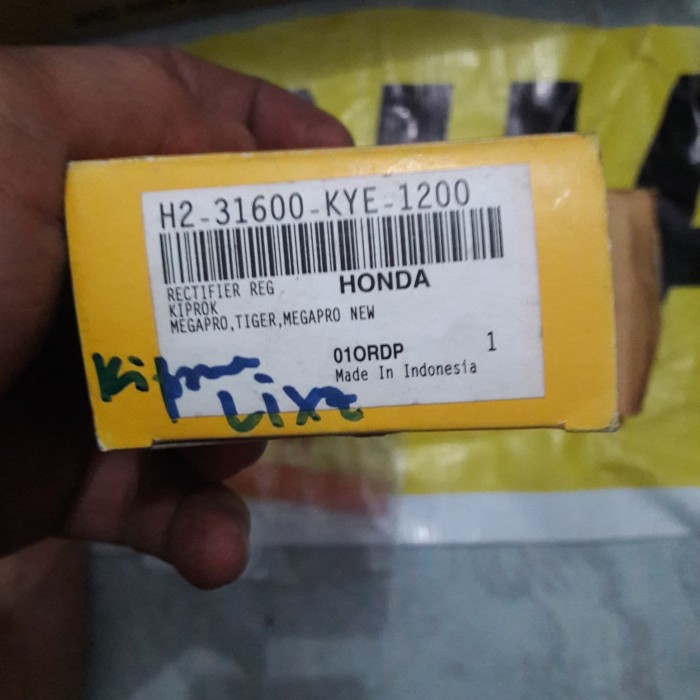 H2-31600-KYE-1200
RECTIFIER REG HONDA
KIPROK
MEGAPRO,TIGER,MEGAPRO NEW
01ORDP 1
Made In Indonesia